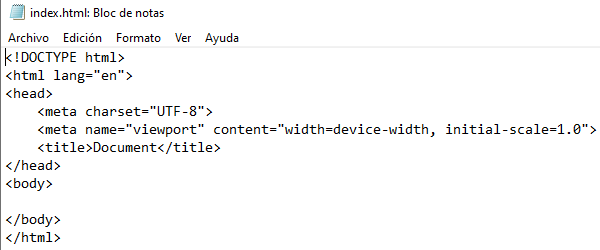 index.html: Bloc de notas
Archivo Edición Formato Ver Ayuda
<!DOCTYPE html>
<html lang="en">
<head>
    <meta charset="UTF-8">
    <meta name="viewport" content="width=device-width, initial-scale=1.0">
    <title>Document</title>
</head>
<body>

</body>
</html>